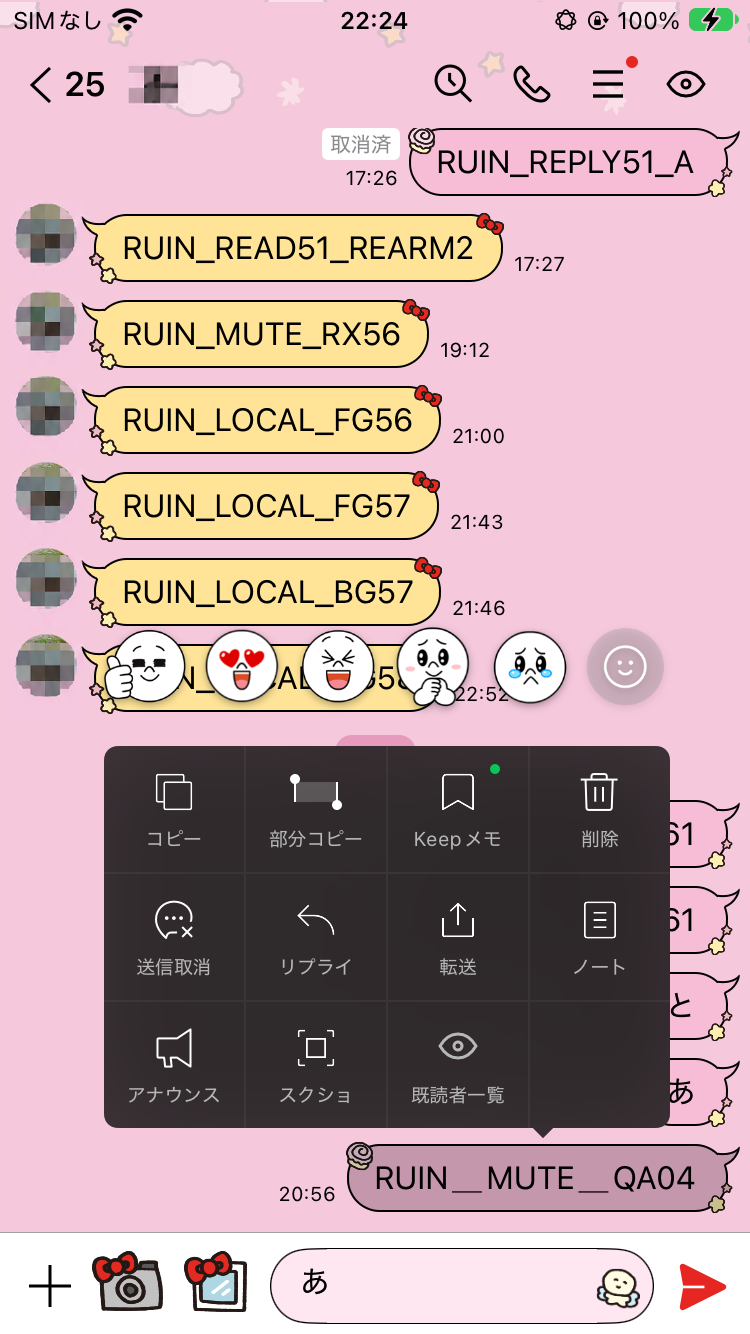 SIMなし 22:24 100%
25
取消済
17:26 RUIN_REPLY51_A
RUIN_READ51_REARM2 17:27
RUIN_MUTE_RX56 19:12
RUIN_LOCAL_FG56 21:00
RUIN_LOCAL_FG57 21:43
RUIN_LOCAL_BG57 21:46
22:52
コピー 部分コピー Keepメモ 削除
61
送信取消 リプライ 転送 ノート
61
と
アナウンス スクショ 既読者一覧
あ
20:56 RUIN__MUTE__QA04
あ